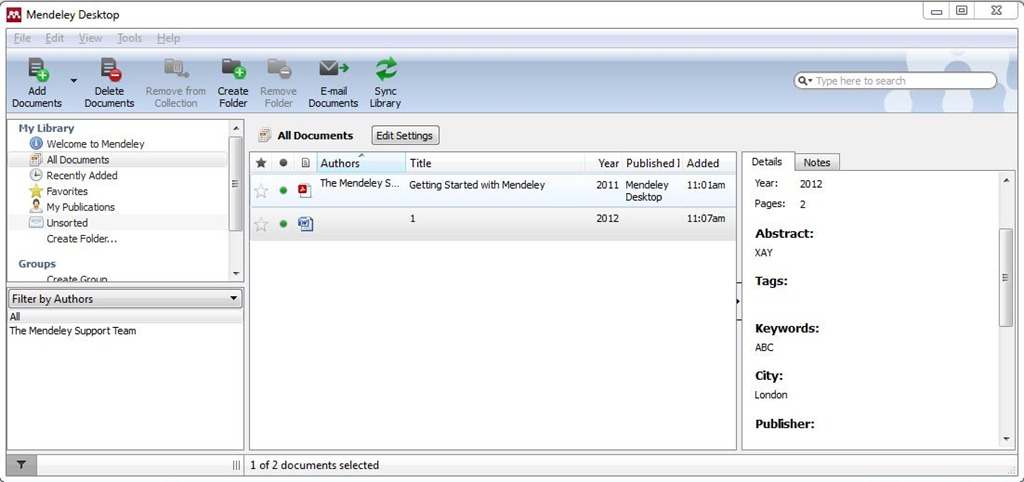 Mendeley Desktop
File Edit View Tools Help
Add Documents
Delete Documents
Remove from Collection
Create Folder
Remove Folder
E-mail Documents
Sync Library
Type here to search
My Library
Welcome to Mendeley
All Documents
Recently Added
Favorites
My Publications
Unsorted
Create Folder...
Groups
Create Group
Filter by Authors
All
The Mendeley Support Team
All Documents Edit Settings
Authors Title Year Published I Added
The Mendeley S... Getting Started with Mendeley 2011 Mendeley Desktop 11:01am
1 2012 11:07am
Details Notes
Year: 2012
Pages: 2
Abstract:
XAY
Tags:
Keywords:
ABC
City:
London
Publisher:
1 of 2 documents selected